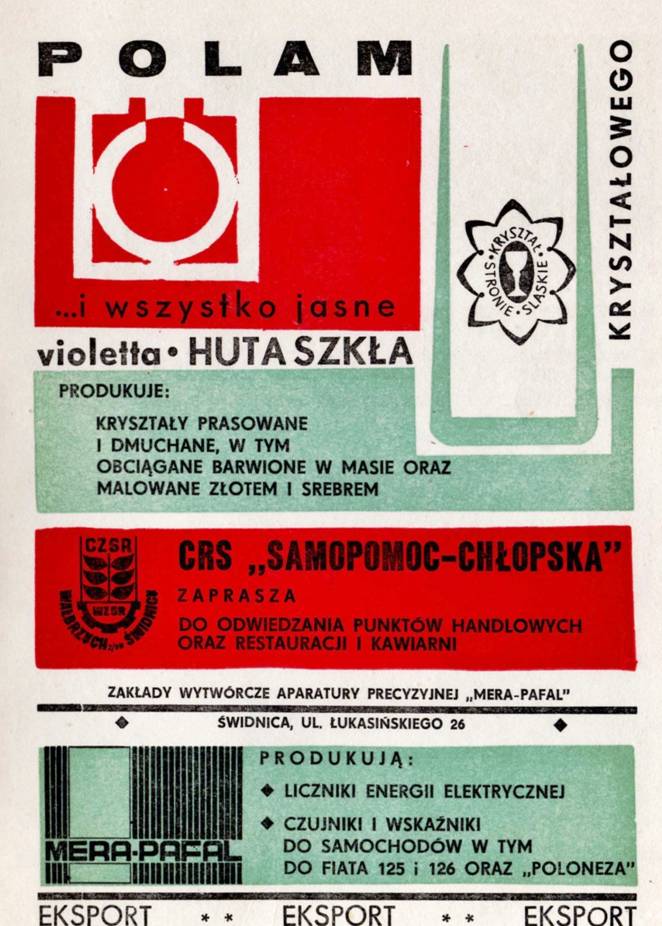 POLAM
...i wszystko jasne
violetta • HUTA SZKŁA
KRYSZTAŁOWEGO
KRYSZTAŁ • STRONIE • ŚLĄSKIE •
PRODUKUJE:
KRYSZTAŁY PRASOWANE
I DMUCHANE, W TYM
OBCIĄGANE BARWIONE W MASIE ORAZ
MALOWANE ZŁOTEM I SREBREM
CZSR
WZSR
WAŁBRZYCH ŚWIDNICY
CRS „SAMOPOMOC-CHŁOPSKA”
ZAPRASZA
DO ODWIEDZANIA PUNKTÓW HANDLOWYCH
ORAZ RESTAURACJI I KAWIARNI
ZAKŁADY WYTWÓRCZE APARATURY PRECYZYJNEJ „MERA-PAFAL”
◆ ŚWIDNICA, UL. ŁUKASIŃSKIEGO 26 ◆
MERA-PAFAL
PRODUKUJĄ:
◆ LICZNIKI ENERGII ELEKTRYCZNEJ
◆ CZUJNIKI I WSKAŹNIKI
DO SAMOCHODÓW W TYM
DO FIATA 125 i 126 ORAZ „POLONEZA”
EKSPORT * * EKSPORT * * EKSPORT